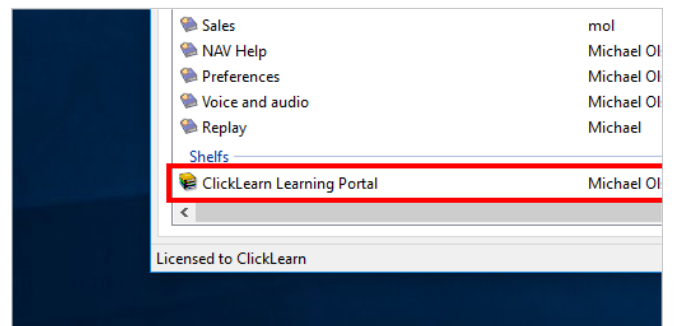 Sales mol
NAV Help Michael Ol
Preferences Michael Ol
Voice and audio Michael Ol
Replay Michael
Shelfs
ClickLearn Learning Portal Michael Ol
Licensed to ClickLearn